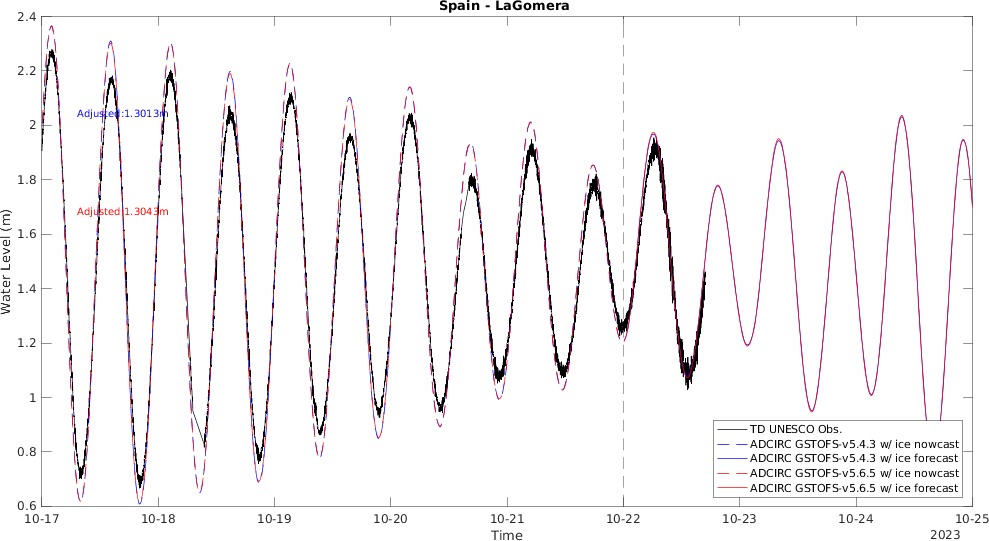 Spain - LaGomera
Water Level (m)
2.4
2.2
2
1.8
1.6
1.4
1.2
1
0.8
0.6
Adjusted:1.3013m
Adjusted:1.3043m
TD UNESCO Obs.
ADCIRC GSTOFS-v5.4.3 w/ ice nowcast
ADCIRC GSTOFS-v5.4.3 w/ ice forecast
ADCIRC GSTOFS-v5.6.5 w/ ice nowcast
ADCIRC GSTOFS-v5.6.5 w/ ice forecast
10-17 10-18 10-19 10-20 10-21 10-22 10-23 10-24 10-25
Time
2023